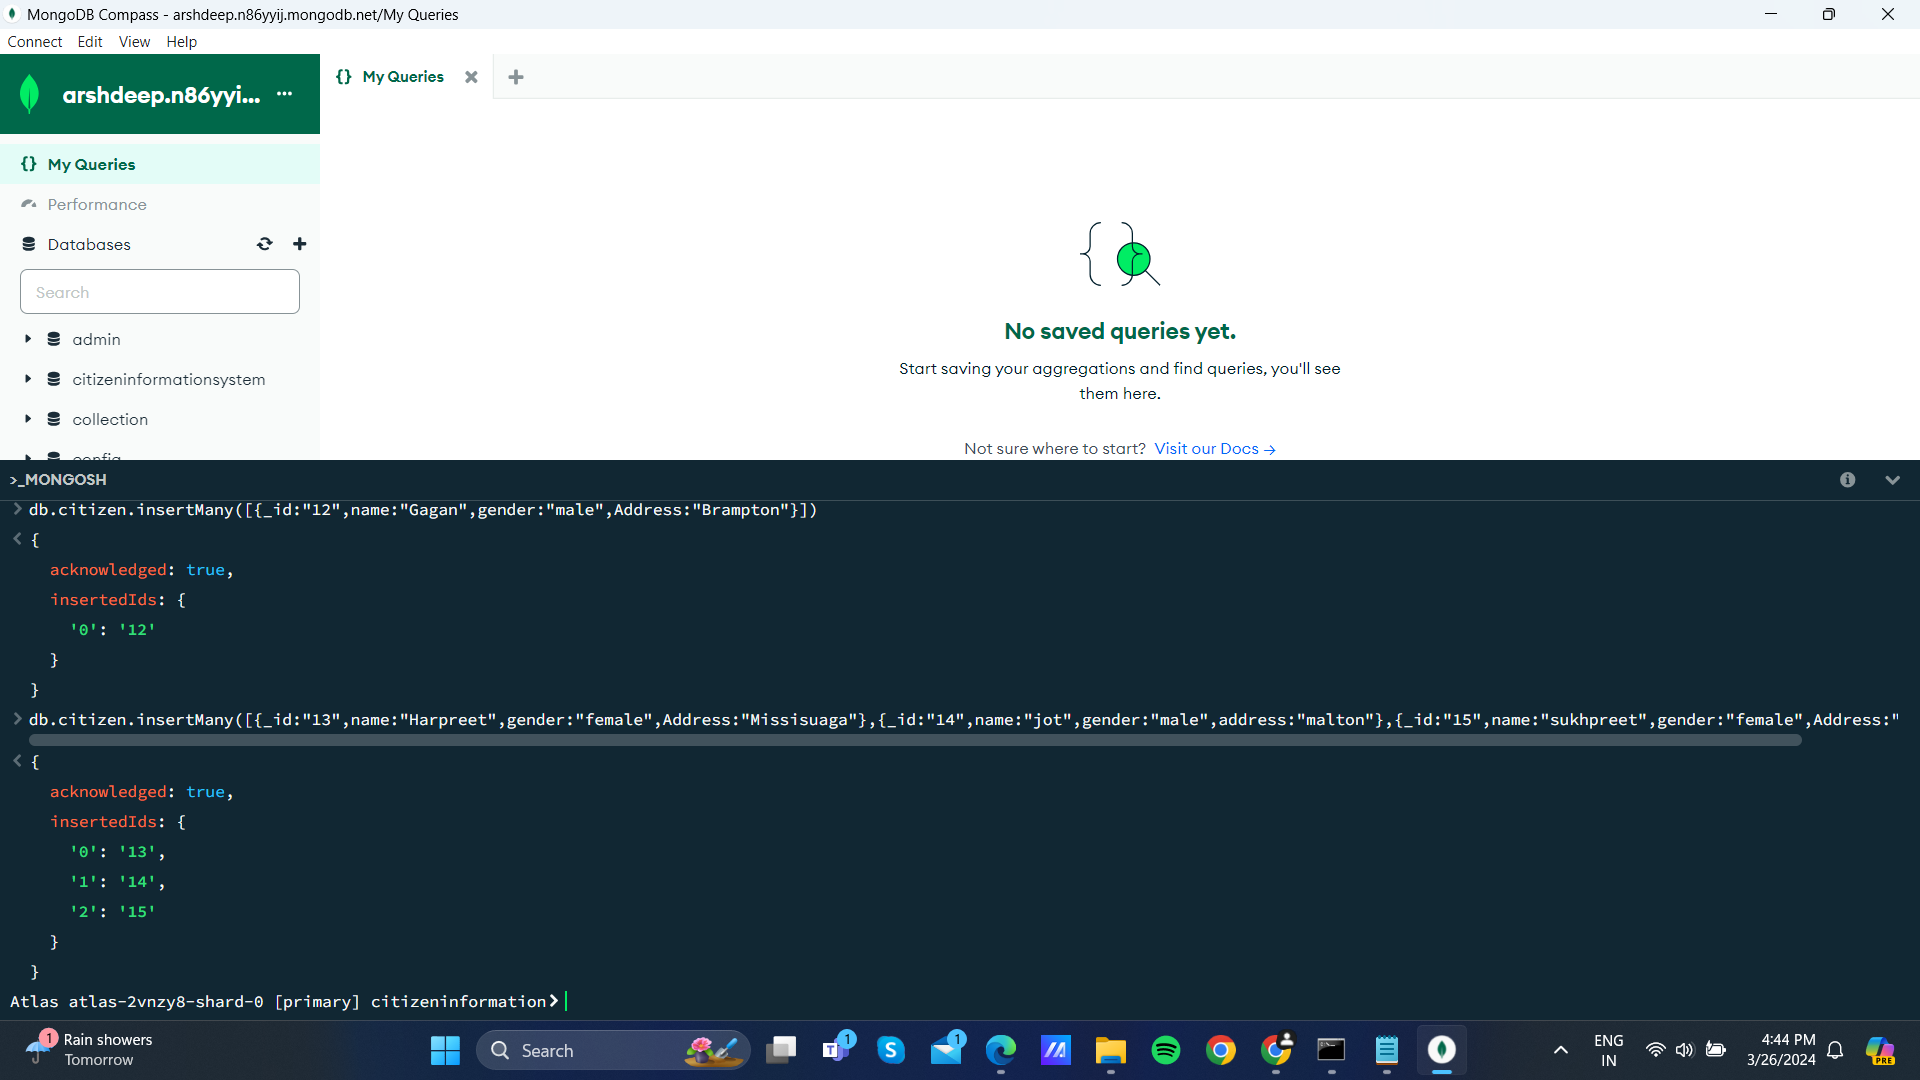 MongoDB Compass - arshdeep.n86yyij.mongodb.net/My Queries
Connect Edit View Help
arshdeep.n86yyi... ...
{} My Queries
{} My Queries
Performance
Databases
Search
admin
citizeninformationsystem
collection
config
No saved queries yet.
Start saving your aggregations and find queries, you'll see
them here.
Not sure where to start? Visit our Docs →
>_MONGOSH
> db.citizen.insertMany([{_id:"12",name:"Gagan",gender:"male",Address:"Brampton"}])
< {
acknowledged: true,
insertedIds: {
'0': '12'
}
}
> db.citizen.insertMany([{_id:"13",name:"Harpreet",gender:"female",Address:"Missisuaga"},{_id:"14",name:"jot",gender:"male",address:"malton"},{_id:"15",name:"sukhpreet",gender:"female",Address:"
< {
acknowledged: true,
insertedIds: {
'0': '13',
'1': '14',
'2': '15'
}
}
Atlas atlas-2vnzy8-shard-0 [primary] citizeninformation>
1
Rain showers
Tomorrow
Search
1
1
ENG
IN
4:44 PM
3/26/2024
PRE